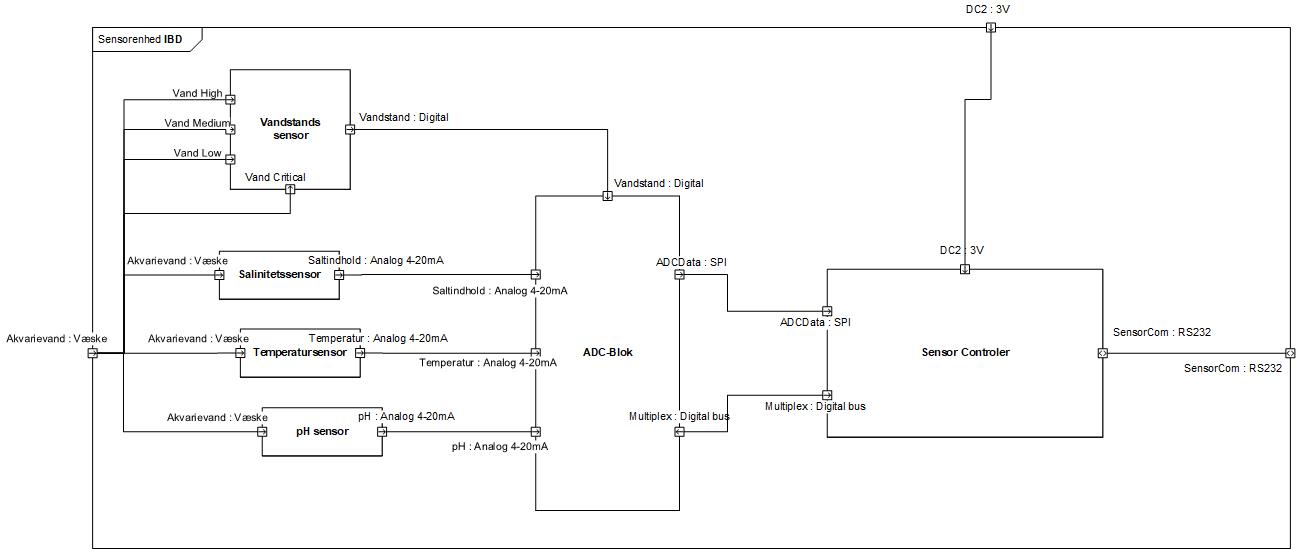 DC2 : 3V
Sensorenhed IBD
Vand High
Vand Medium
Vand Low
Vand Critical
Vandstands
sensor
Vandstand : Digital
Vandstand : Digital
Akvarievand : Væske
Saltindhold : Analog 4-20mA
Salinitetssensor
Saltindhold : Analog 4-20mA
ADCData : SPI
DC2 : 3V
ADCData : SPI
Akvarievand : Væske
Akvarievand : Væske
Temperatur : Analog 4-20mA
Temperatursensor
Temperatur : Analog 4-20mA
ADC-Blok
Sensor Controler
SensorCom : RS232
SensorCom : RS232
Akvarievand : Væske
pH : Analog 4-20mA
pH sensor
pH : Analog 4-20mA
Multiplex : Digital bus
Multiplex : Digital bus